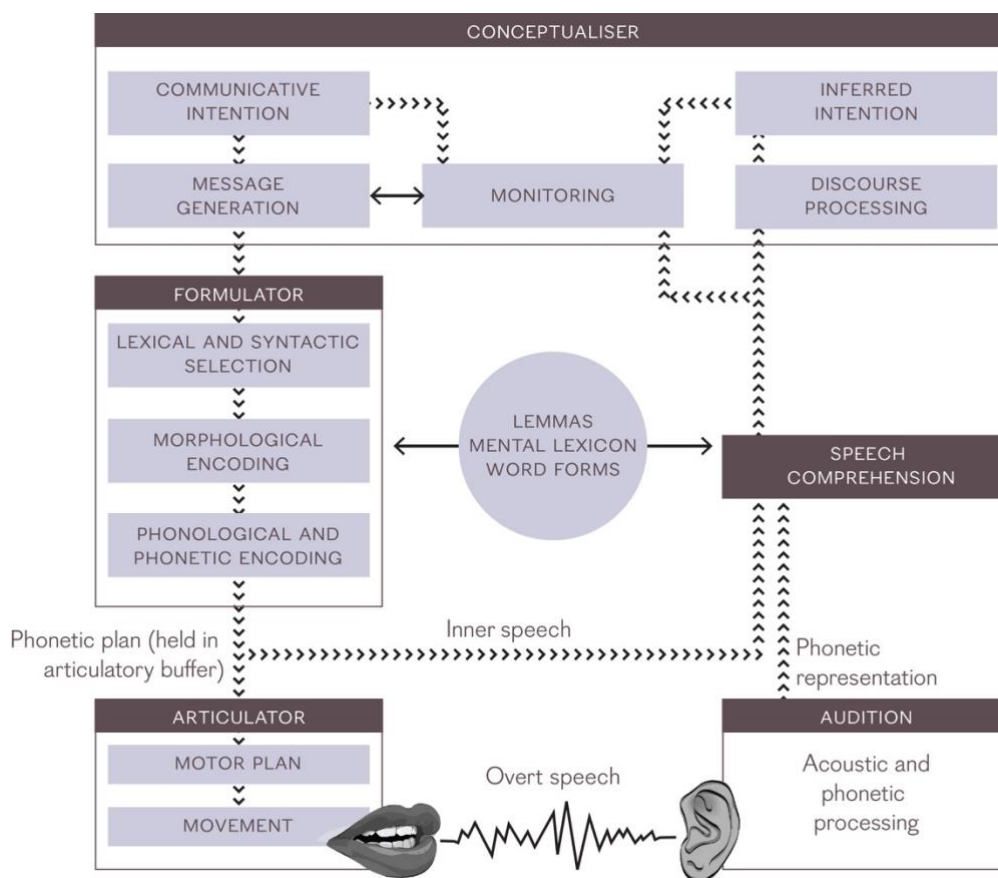 CONCEPTUALISER
COMMUNICATIVE
INTENTION
INFERRED
INTENTION
MESSAGE
GENERATION
MONITORING
DISCOURSE
PROCESSING
FORMULATOR
LEXICAL AND SYNTACTIC
SELECTION
MORPHOLOGICAL
ENCODING
PHONOLOGICAL AND
PHONETIC ENCODING
LEMMAS
MENTAL LEXICON
WORD FORMS
SPEECH
COMPREHENSION
Phonetic plan (held in
articulatory buffer)
Inner speech
Phonetic
representation
ARTICULATOR
MOTOR PLAN
MOVEMENT
Overt speech
AUDITION
Acoustic and
phonetic
processing